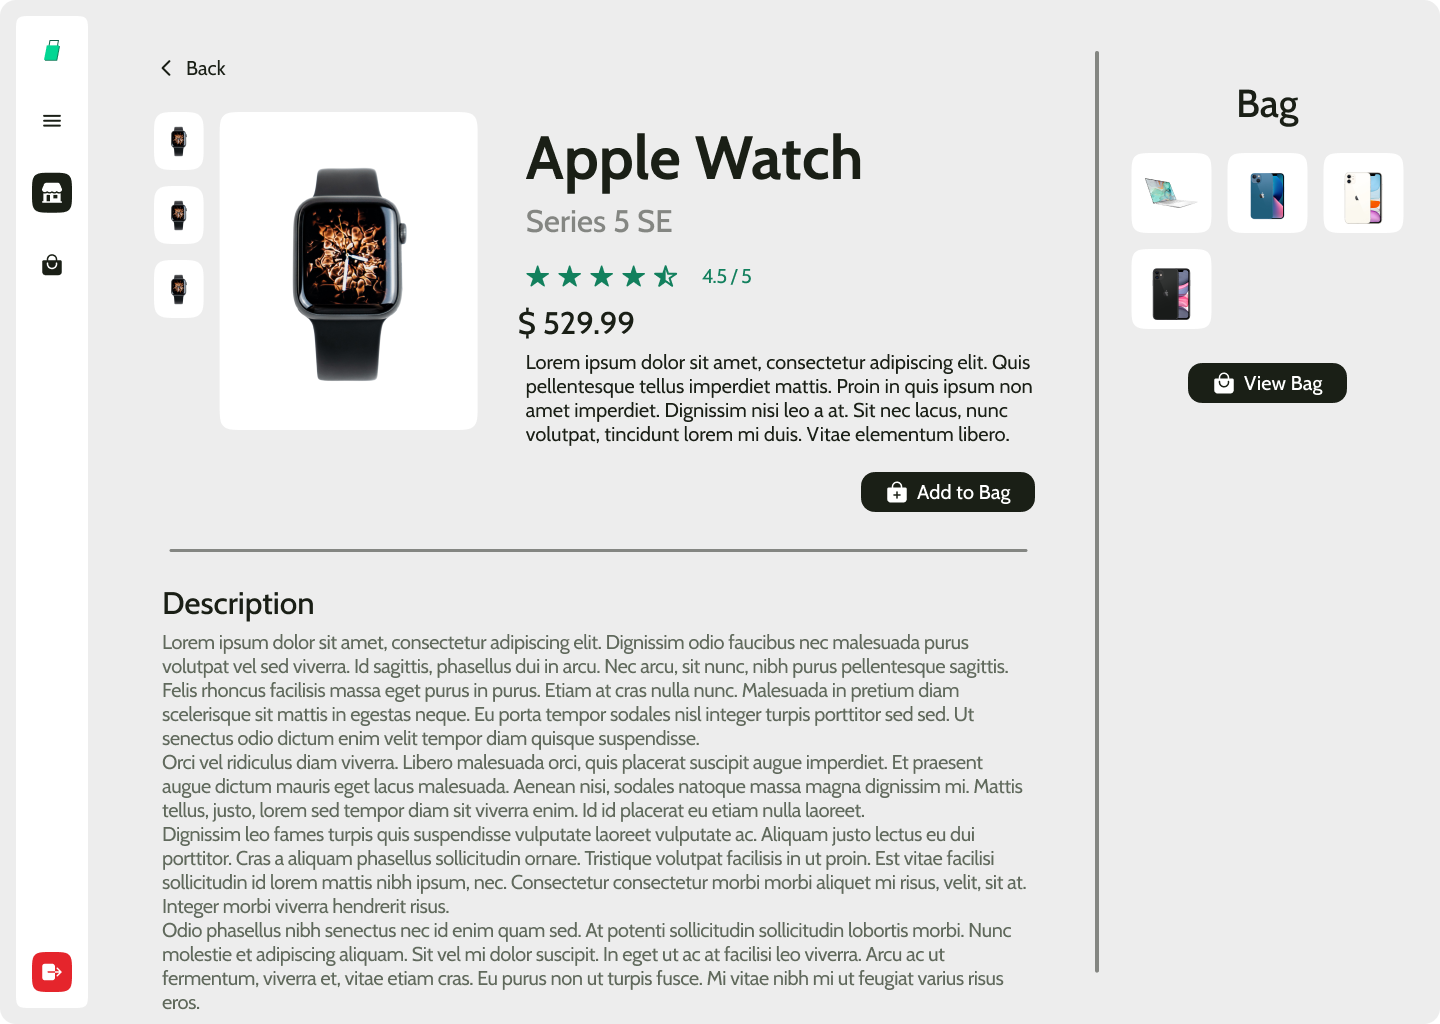 Back
Apple Watch
Series 5 SE
4.5 / 5
$ 529.99
Lorem ipsum dolor sit amet, consectetur adipiscing elit. Quis
pellentesque tellus imperdiet mattis. Proin in quis ipsum non
amet imperdiet. Dignissim nisi leo a at. Sit nec lacus, nunc
volutpat, tincidunt lorem mi duis. Vitae elementum libero.
Add to Bag
Description
Lorem ipsum dolor sit amet, consectetur adipiscing elit. Dignissim odio faucibus nec malesuada purus
volutpat vel sed viverra. Id sagittis, phasellus dui in arcu. Nec arcu, sit nunc, nibh purus pellentesque sagittis.
Felis rhoncus facilisis massa eget purus in purus. Etiam at cras nulla nunc. Malesuada in pretium diam
scelerisque sit mattis in egestas neque. Eu porta tempor sodales nisl integer turpis porttitor sed sed. Ut
senectus odio dictum enim velit tempor diam quisque suspendisse.
Orci vel ridiculus diam viverra. Libero malesuada orci, quis placerat suscipit augue imperdiet. Et praesent
augue dictum mauris eget lacus malesuada. Aenean nisi, sodales natoque massa magna dignissim mi. Mattis
tellus, justo, lorem sed tempor diam sit viverra enim. Id id placerat eu etiam nulla laoreet.
Dignissim leo fames turpis quis suspendisse vulputate laoreet vulputate ac. Aliquam justo lectus eu dui
porttitor. Cras a aliquam phasellus sollicitudin ornare. Tristique volutpat facilisis in ut proin. Est vitae facilisi
sollicitudin id lorem mattis nibh ipsum, nec. Consectetur consectetur morbi morbi aliquet mi risus, velit, sit at.
Integer morbi viverra hendrerit risus.
Odio phasellus nibh senectus nec id enim quam sed. At potenti sollicitudin sollicitudin lobortis morbi. Nunc
molestie et adipiscing aliquam. Sit vel mi dolor suscipit. In eget ut ac at facilisi leo viverra. Arcu ac ut
fermentum, viverra et, vitae etiam cras. Eu purus non ut turpis fusce. Mi vitae nibh mi ut feugiat varius risus
eros.
Bag
View Bag